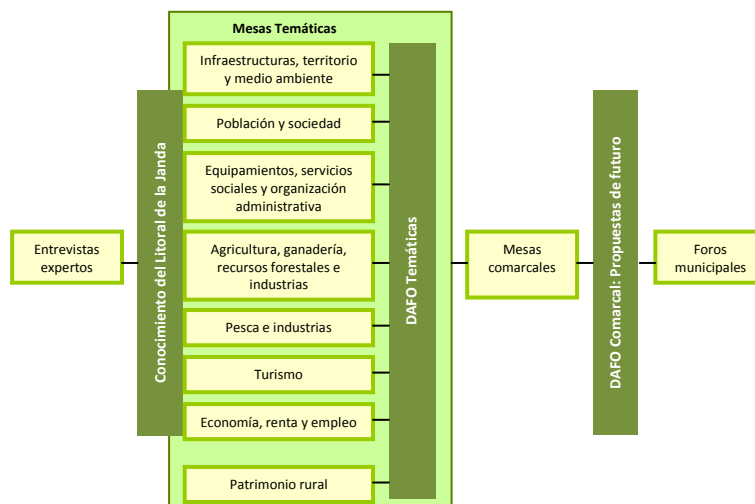 Mesas Temáticas
Entrevistas
expertos
Conocimiento del Litoral de la Janda
Infraestructuras, territorio
y medio ambiente
Población y sociedad
Equipamientos, servicios
sociales y organización
administrativa
Agricultura, ganadería,
recursos forestales e
industrias
Pesca e industrias
Turismo
Economía, renta y empleo
Patrimonio rural
DAFO Temáticas
Mesas
comarcales
DAFO Comarcal: Propuestas de futuro
Foros
municipales